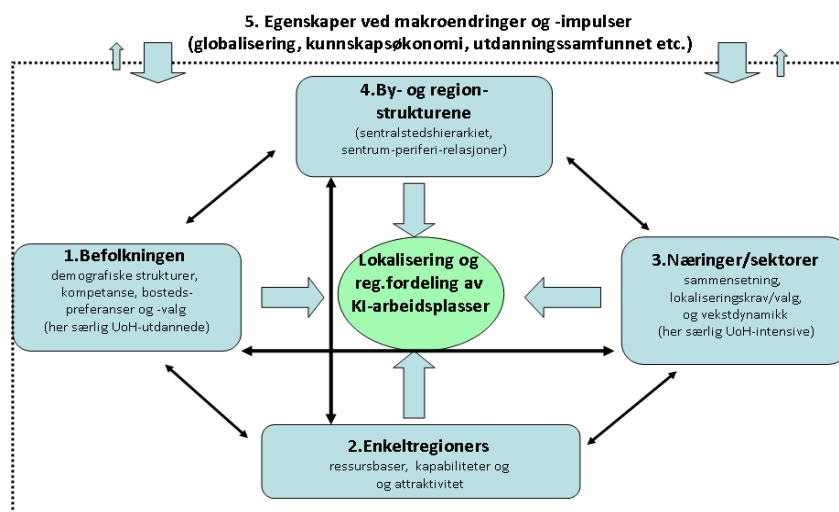 5. Egenskaper ved makroendringer og -impulser
(globalisering, kunnskapsøkonomi, utdanningssamfunnet etc.)
4.By- og region-
strukturene
(sentralstedshierarkiet,
sentrum-periferi-relasjoner)
1.Befolkningen
demografiske strukturer,
kompetanse, bosteds-
preferanser og -valg
(her særlig UoH-utdannede)
Lokalisering og
reg.fordeling av
KI-arbeidsplasser
3.Næringer/sektorer
sammensetning,
lokaliseringskrav/valg,
og vekstdynamikk
(her særlig UoH-intensive)
2.Enkeltregioners
ressursbaser, kapabiliteter og
og attraktivitet